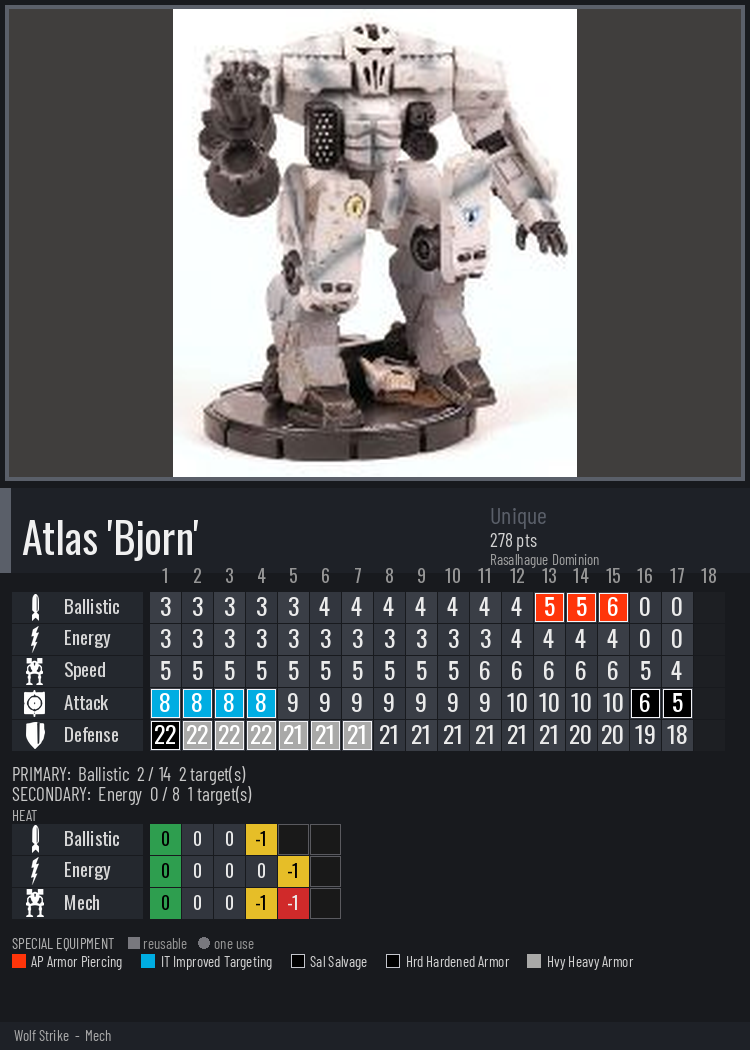 Atlas 'Bjorn'
Unique
278 pts
Rasalhague Dominion
1 2 3 4 5 6 7 8 9 10 11 12 13 14 15 16 17 18
Ballistic 3 3 3 3 3 4 4 4 4 4 4 4 5 5 6 0 0
Energy 3 3 3 3 3 3 3 3 3 3 3 4 4 4 4 0 0
Speed 5 5 5 5 5 5 5 5 5 5 6 6 6 6 6 5 4
Attack 8 8 8 8 9 9 9 9 9 9 9 10 10 10 10 6 5
Defense 22 22 22 22 21 21 21 21 21 21 21 21 21 20 20 19 18
PRIMARY: Ballistic 2 / 14 2 target(s)
SECONDARY: Energy 0 / 8 1 target(s)
HEAT
Ballistic 0 0 0 -1
Energy 0 0 0 0 -1
Mech 0 0 0 -1 -1
SPECIAL EQUIPMENT reusable one use
AP Armor Piercing IT Improved Targeting Sal Salvage Hrd Hardened Armor Hvy Heavy Armor
Wolf Strike - Mech